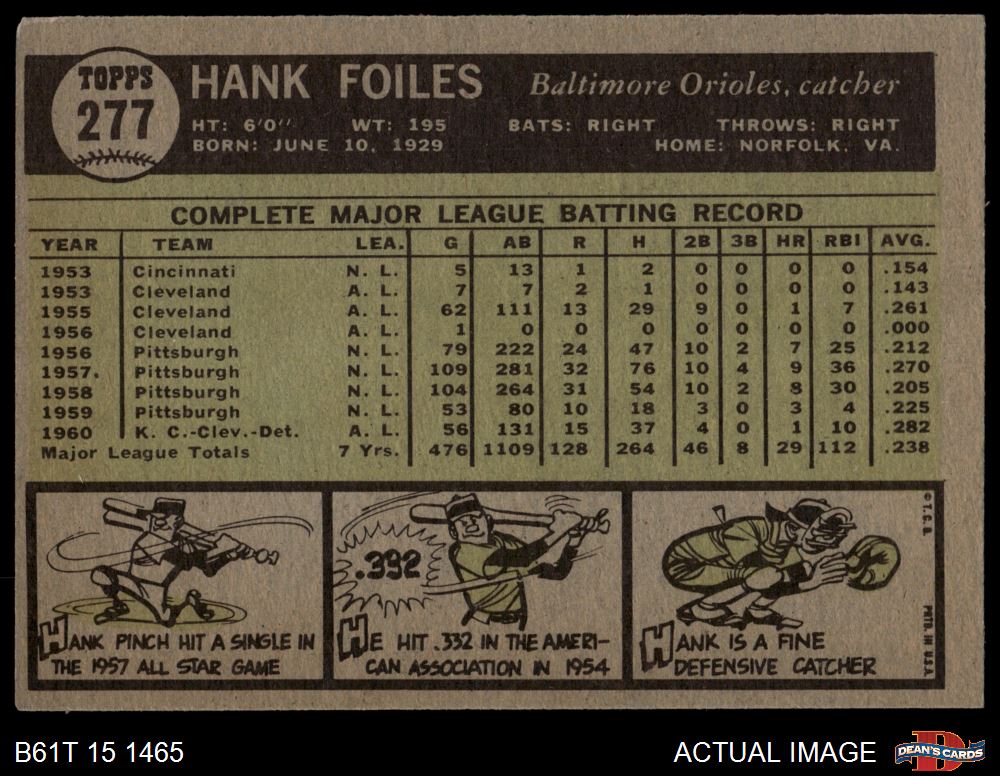 TOPPS
277
HANK FOILES Baltimore Orioles, catcher
HT: 6'0" WT: 195 BATS: RIGHT THROWS: RIGHT
BORN: JUNE 10, 1929 HOME: NORFOLK, VA.
COMPLETE MAJOR LEAGUE BATTING RECORD
YEAR TEAM LEA. G AB R H 2B 3B HR RBI AVG.
1953 Cincinnati N. L. 5 13 1 2 0 0 0 0 .154
1953 Cleveland A. L. 7 7 2 1 0 0 0 0 .143
1955 Cleveland A. L. 62 111 13 29 9 0 1 7 .261
1956 Cleveland A. L. 1 0 0 0 0 0 0 0 .000
1956 Pittsburgh N. L. 79 222 24 47 10 2 7 25 .212
1957. Pittsburgh N. L. 109 281 32 76 10 4 9 36 .270
1958 Pittsburgh N. L. 104 264 31 54 10 2 8 30 .205
1959 Pittsburgh N. L. 53 80 10 18 3 0 3 4 .225
1960 K. C.-Clev.-Det. A. L. 56 131 15 37 4 0 1 10 .282
Major League Totals 7 Yrs. 476 1109 128 264 46 8 29 112 .238
HANK PINCH HIT A SINGLE IN
THE 1957 ALL STAR GAME
.392
HE HIT .332 IN THE AMERI-
CAN ASSOCIATION IN 1954
HANK IS A FINE
DEFENSIVE CATCHER
© T.C.G.
PRTD. IN U.S.A.
B61T 15 1465 ACTUAL IMAGE
D
DEAN'S CARDS